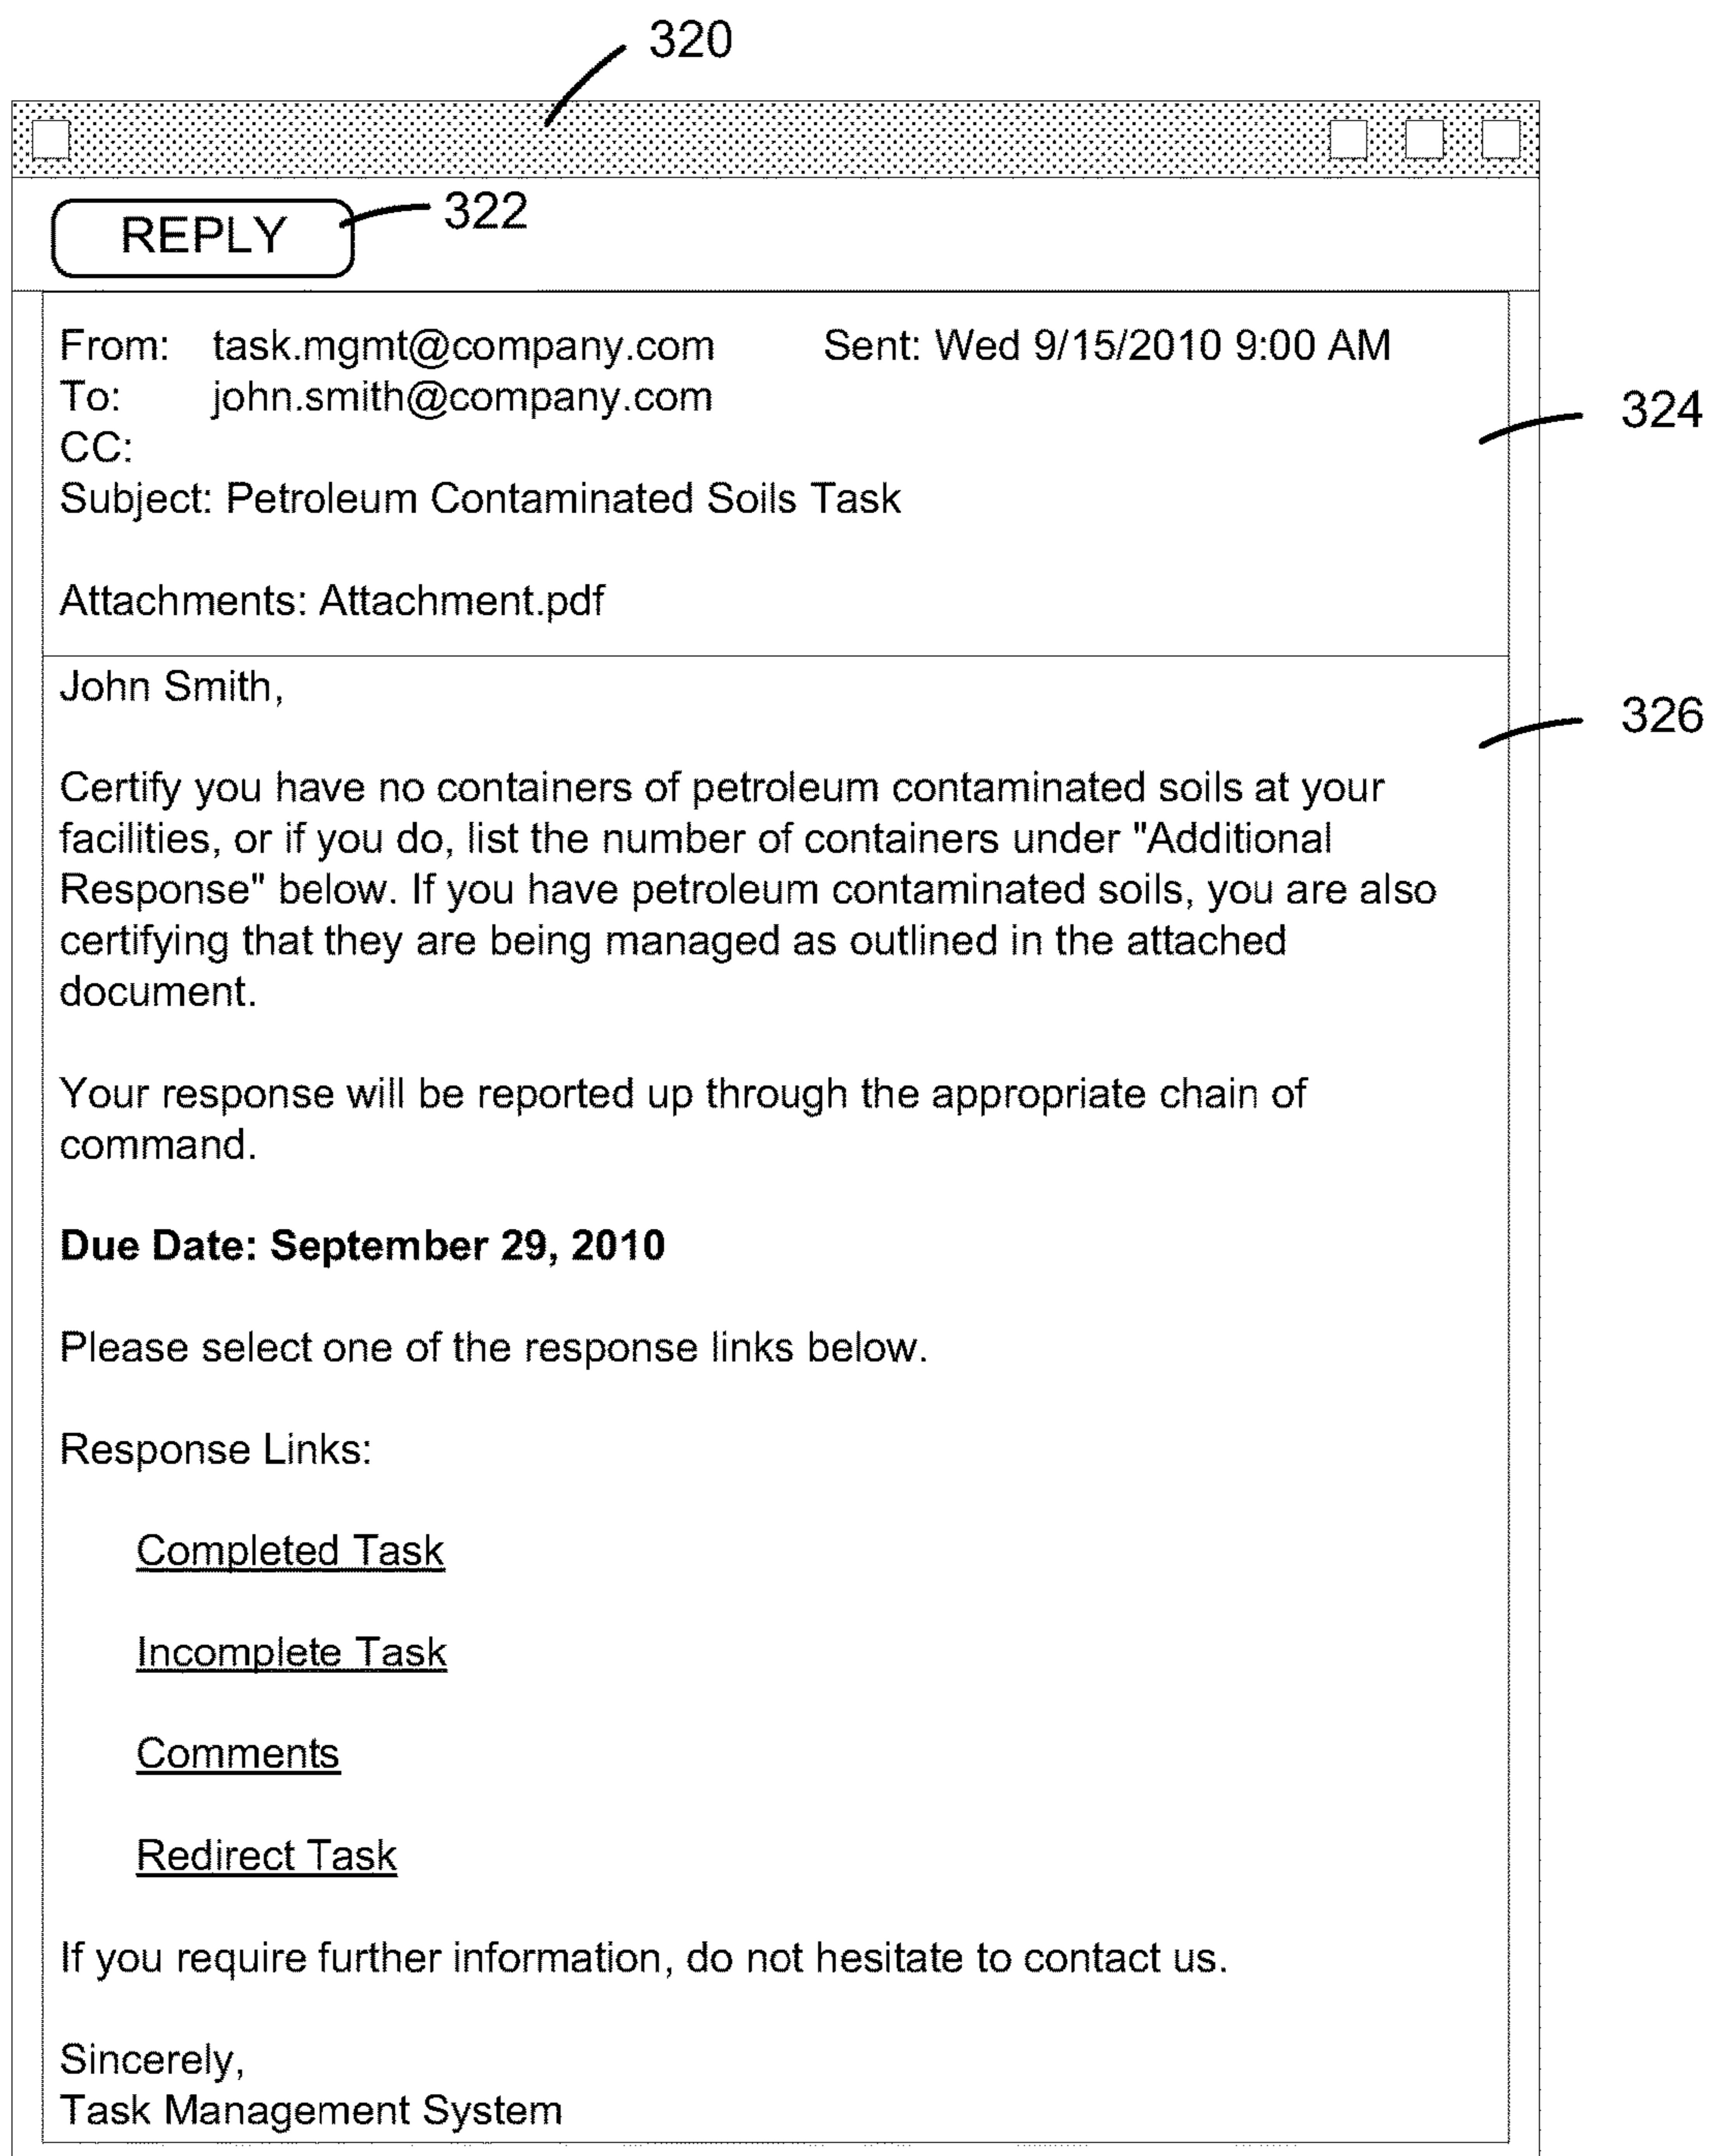 320
REPLY
322
From: task.mgmt@company.com Sent: Wed 9/15/2010 9:00 AM
To: john.smith@company.com
CC:
324
Subject: Petroleum Contaminated Soils Task
Attachments: Attachment.pdf
John Smith,
326
Certify you have no containers of petroleum contaminated soils at your
facilities, or if you do, list the number of containers under "Additional
Response" below. If you have petroleum contaminated soils, you are also
certifying that they are being managed as outlined in the attached
document.
Your response will be reported up through the appropriate chain of
command.
Due Date: September 29, 2010
Please select one of the response links below.
Response Links:
Completed Task
Incomplete Task
Comments
Redirect Task
If you require further information, do not hesitate to contact us.
Sincerely,
Task Management System